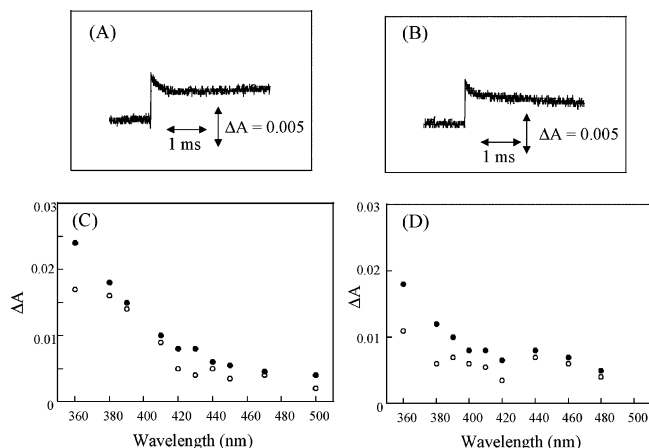 (A)
ΔA = 0.005
1 ms
(B)
ΔA = 0.005
1 ms
(C)
0.03
0.02
0.01
0
ΔA
360 380 400 420 440 460 480 500
Wavelength (nm)
(D)
0.03
0.02
0.01
0
ΔA
360 380 400 420 440 460 480 500
Wavelength (nm)